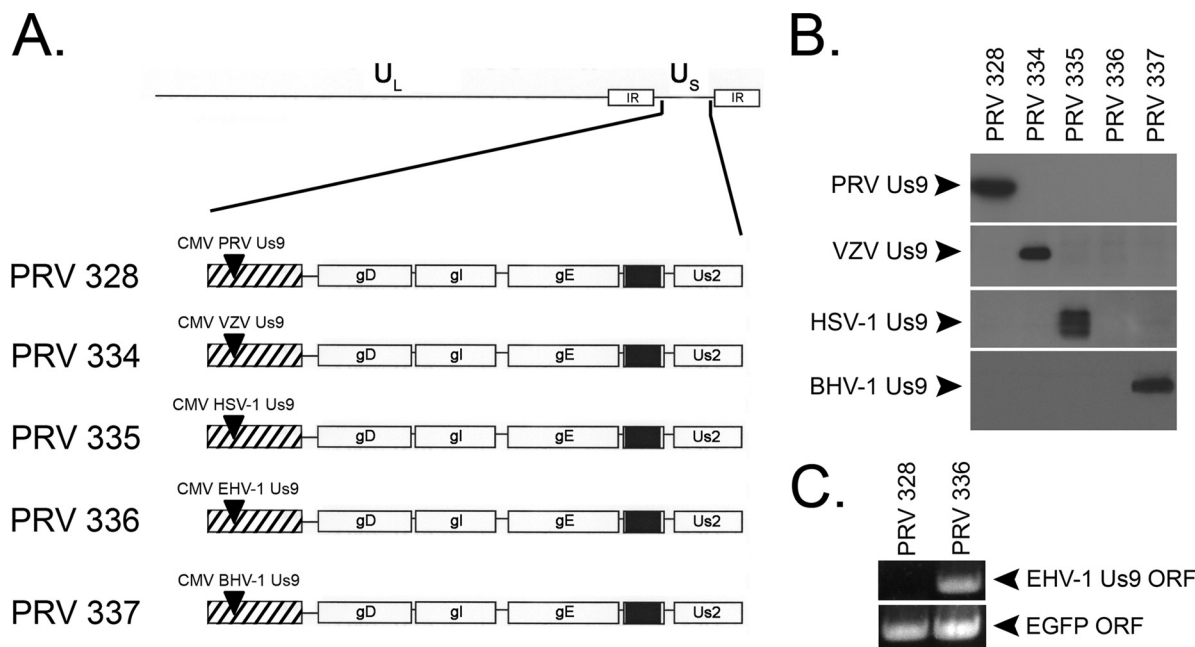 A.
U_L
U_S
IR
IR
CMV PRV Us9
PRV 328
gD
gI
gE
Us2
CMV VZV Us9
PRV 334
gD
gI
gE
Us2
CMV HSV-1 Us9
PRV 335
gD
gI
gE
Us2
CMV EHV-1 Us9
PRV 336
gD
gI
gE
Us2
CMV BHV-1 Us9
PRV 337
gD
gI
gE
Us2
B.
PRV 328
PRV 334
PRV 335
PRV 336
PRV 337
PRV Us9
VZV Us9
HSV-1 Us9
BHV-1 Us9
C.
PRV 328
PRV 336
EHV-1 Us9 ORF
EGFP ORF